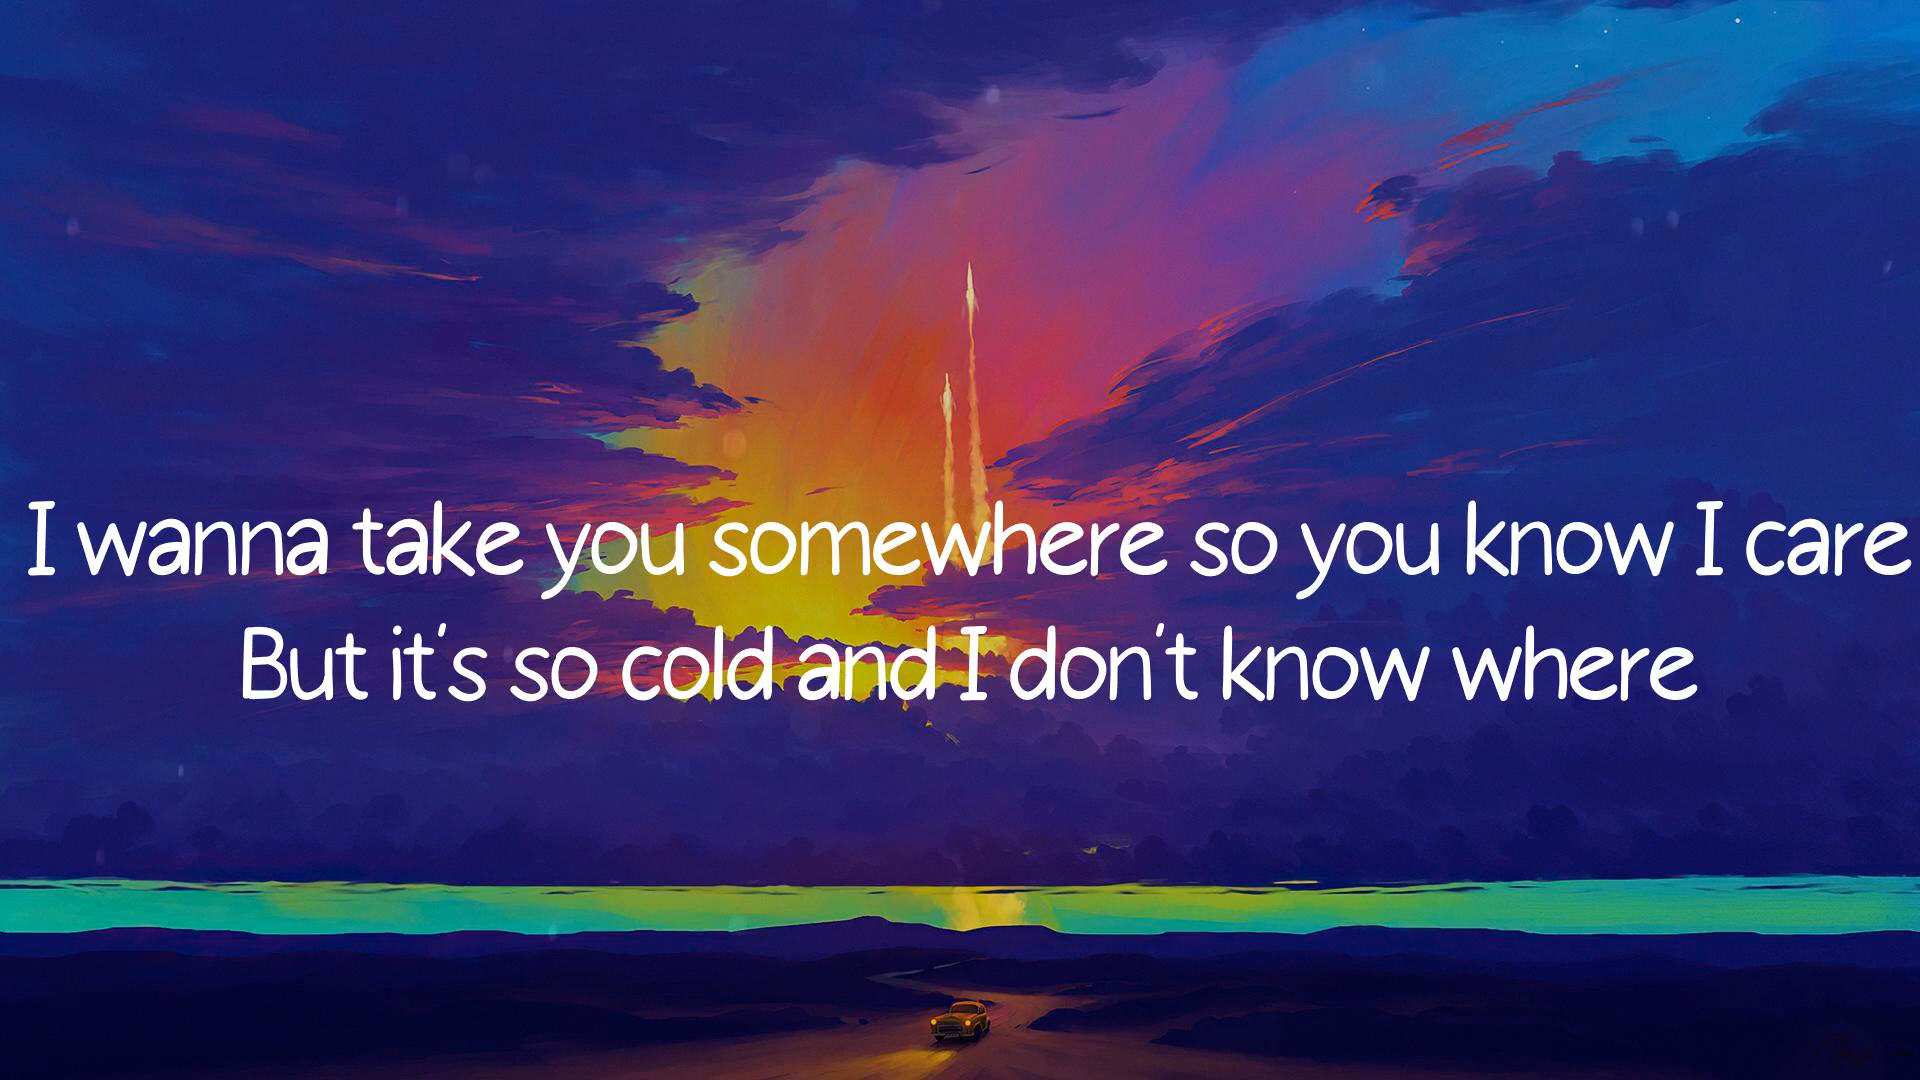 I wanna take you somewhere so you know I care
But it's so cold and I don't know where